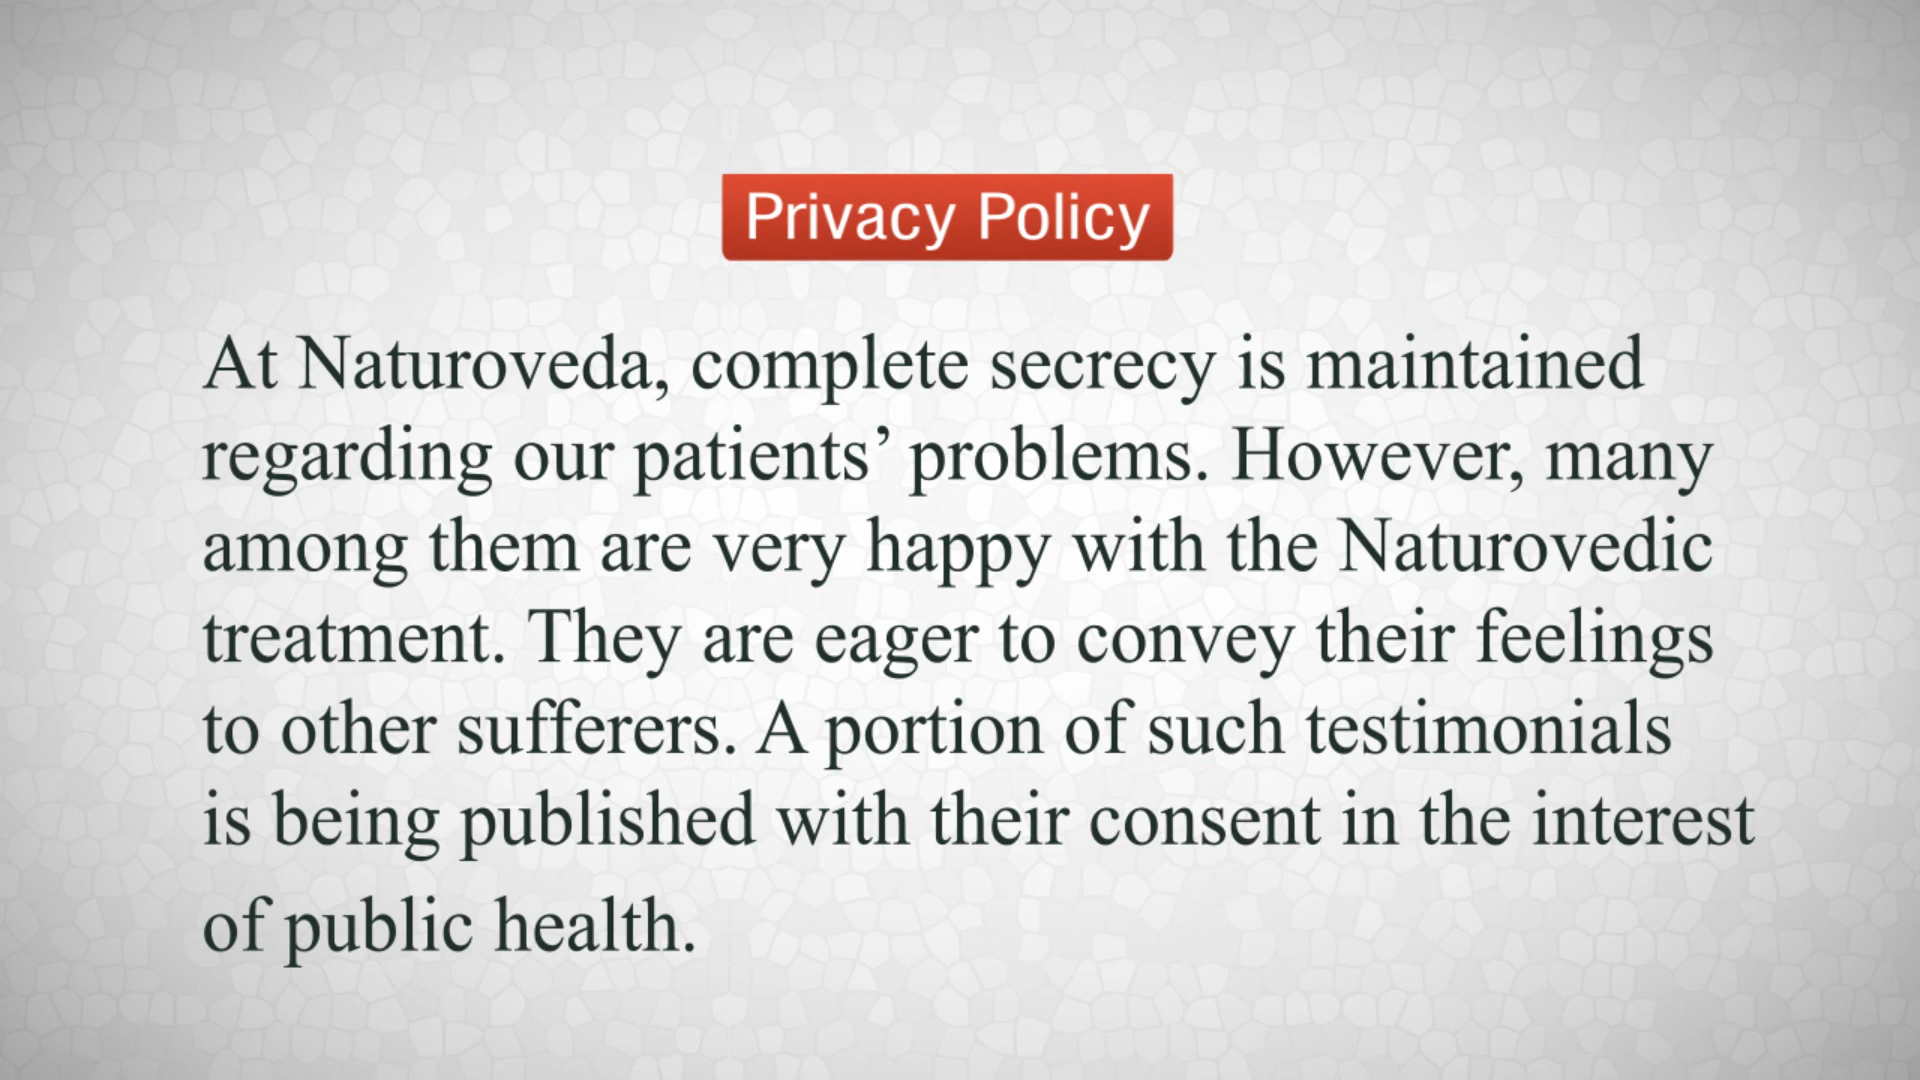 Privacy Policy
At Naturoveda, complete secrecy is maintained
regarding our patients’ problems. However, many
among them are very happy with the Naturovedic
treatment. They are eager to convey their feelings
to other sufferers. A portion of such testimonials
is being published with their consent in the interest
of public health.